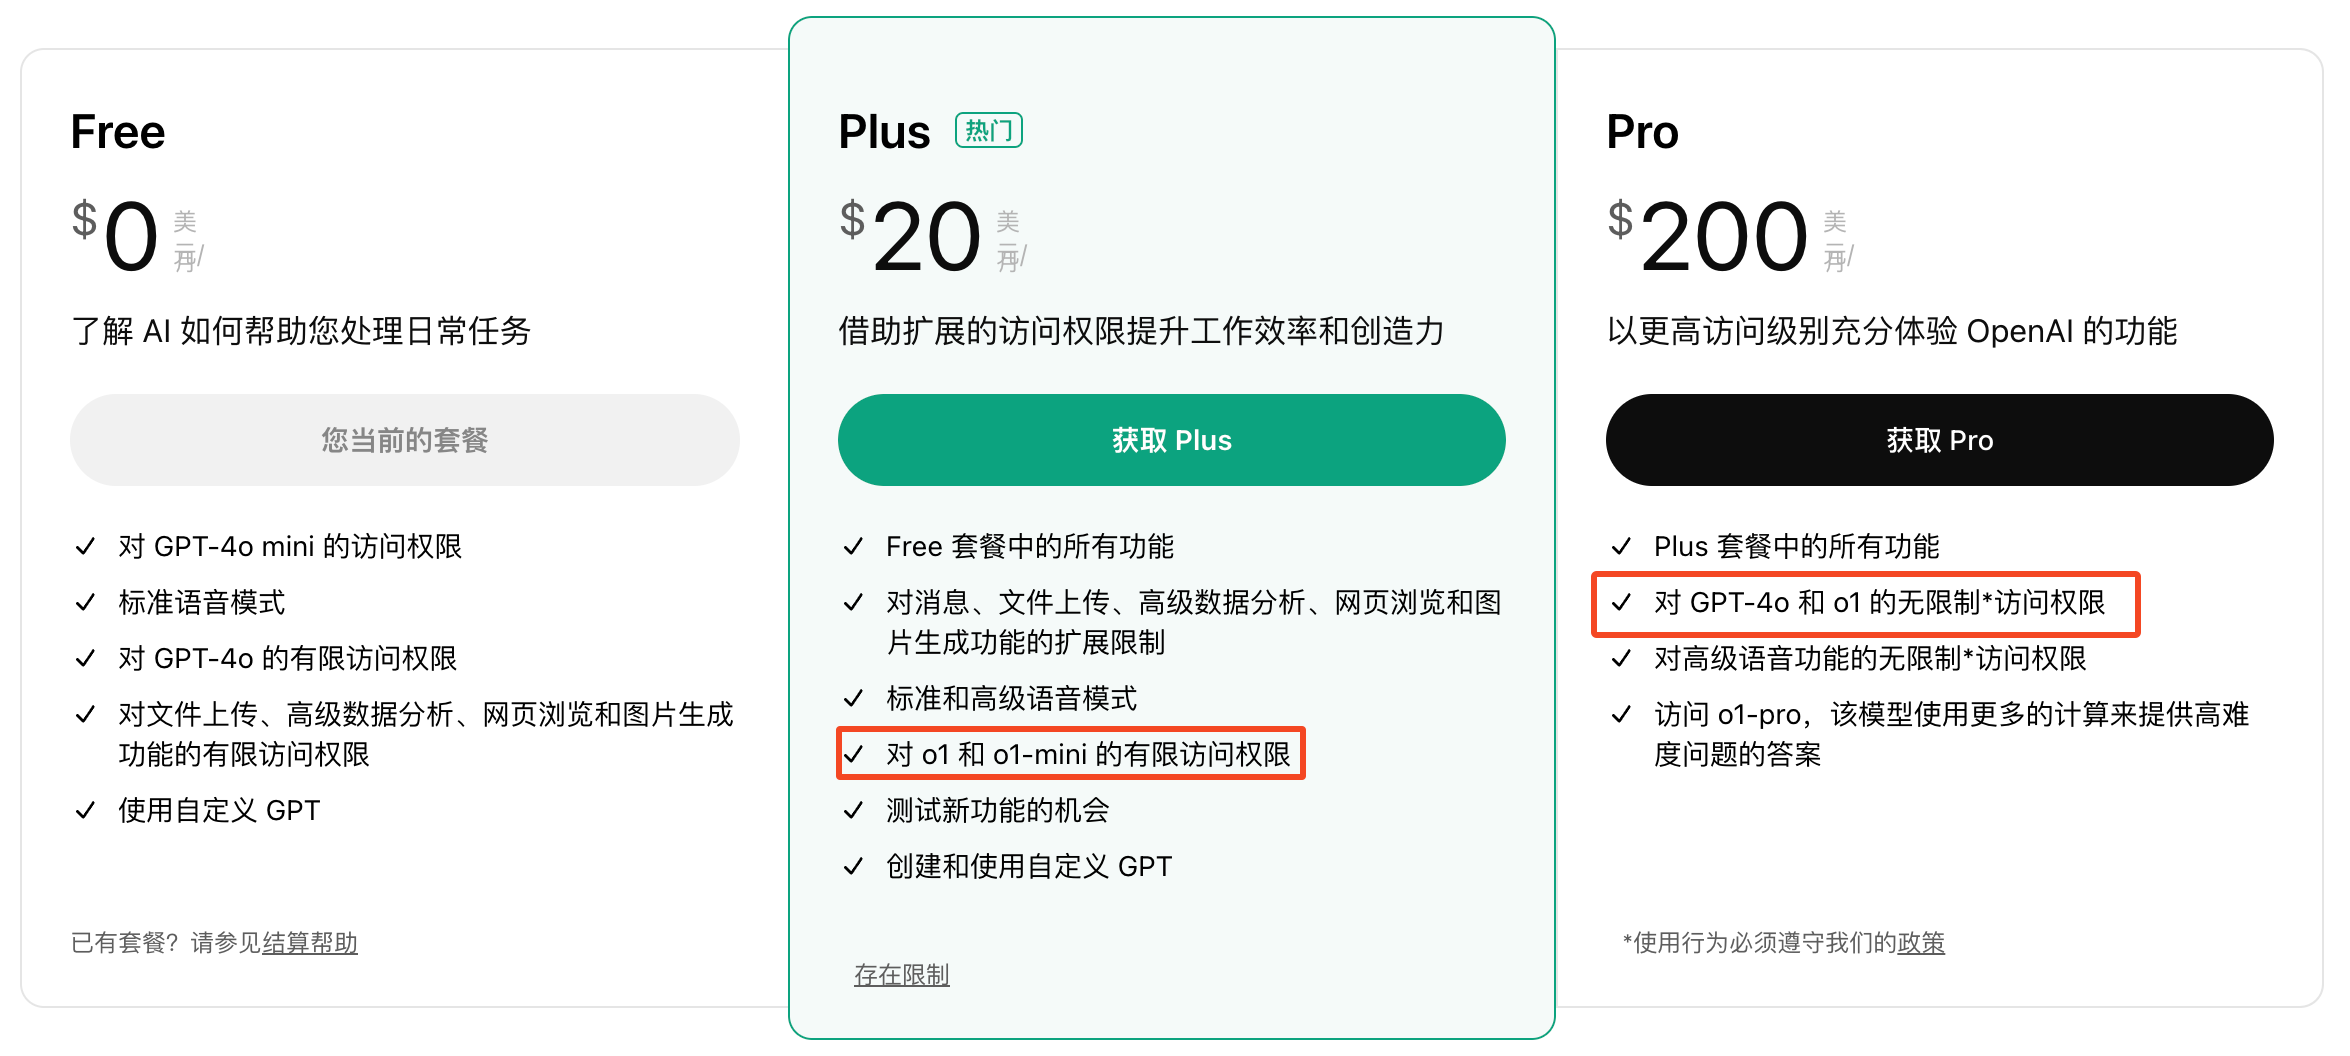 Free
$0 美元/月
了解 AI 如何帮助您处理日常任务
您当前的套餐
对 GPT-4o mini 的访问权限
标准语音模式
对 GPT-4o 的有限访问权限
对文件上传、高级数据分析、网页浏览和图片生成
功能的有限访问权限
使用自定义 GPT
已有套餐？请参见结算帮助
Plus 热门
$20 美元/月
借助扩展的访问权限提升工作效率和创造力
获取 Plus
Free 套餐中的所有功能
对消息、文件上传、高级数据分析、网页浏览和图
片生成功能的扩展限制
标准和高级语音模式
对 o1 和 o1-mini 的有限访问权限
测试新功能的机会
创建和使用自定义 GPT
存在限制
Pro
$200 美元/月
以更高访问级别充分体验 OpenAI 的功能
获取 Pro
Plus 套餐中的所有功能
对 GPT-4o 和 o1 的无限制*访问权限
对高级语音功能的无限制*访问权限
访问 o1-pro，该模型使用更多的计算来提供高难
度问题的答案
*使用行为必须遵守我们的政策